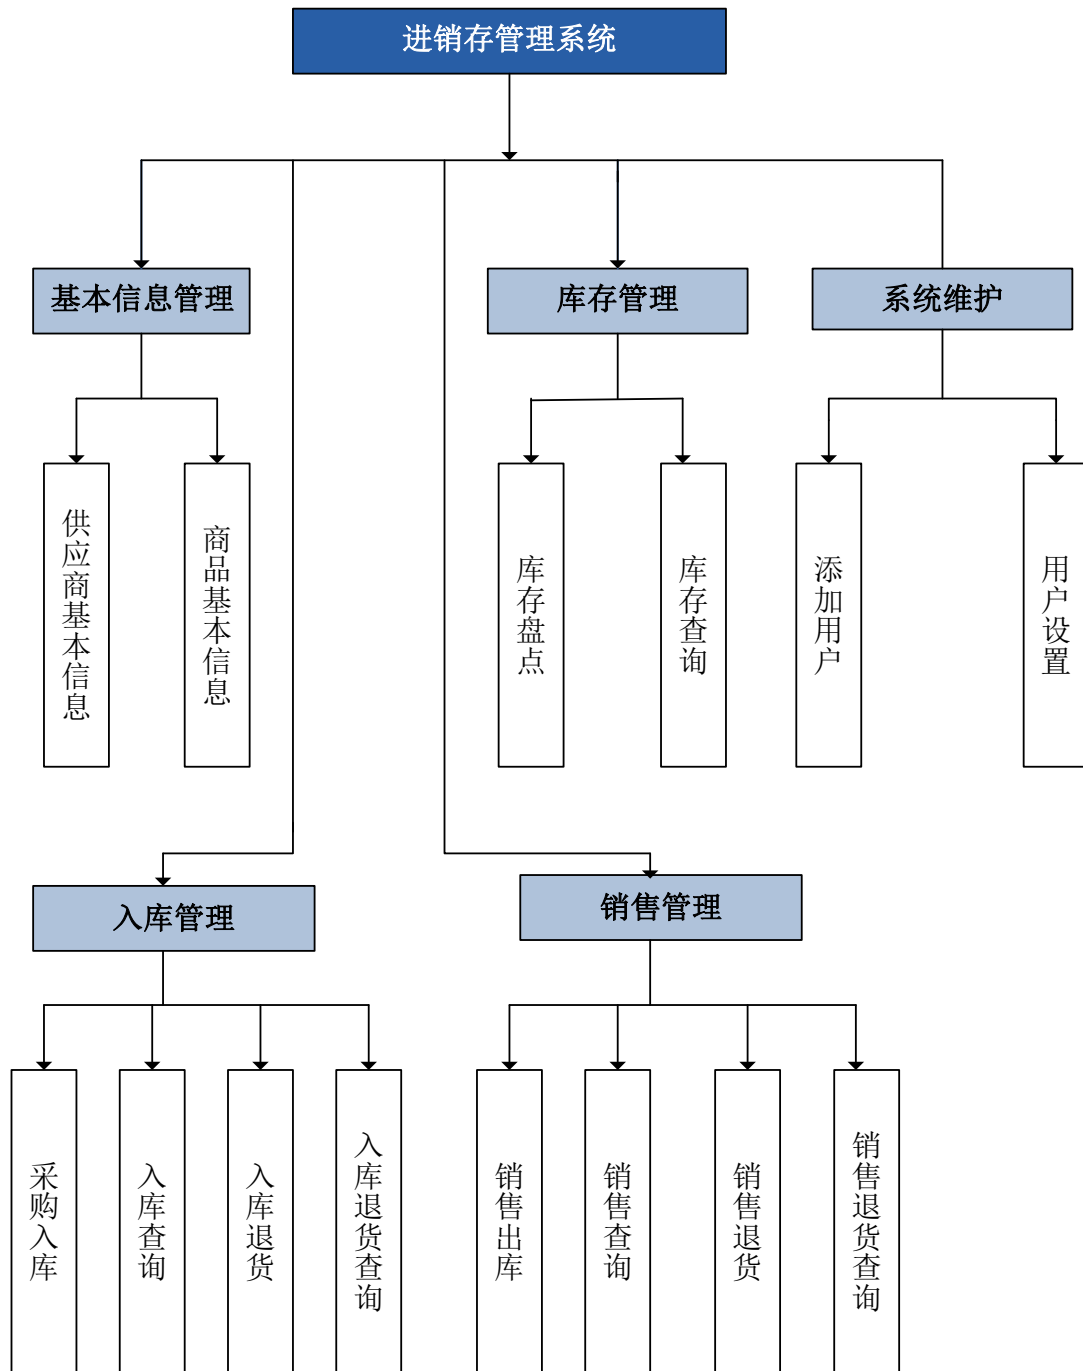 进销存管理系统
基本信息管理
库存管理
系统维护
供应商基本信息
商品基本信息
库存盘点
库存查询
添加用户
用户设置
入库管理
销售管理
采购入库
入库查询
入库退货
入库退货查询
销售出库
销售查询
销售退货
销售退货查询